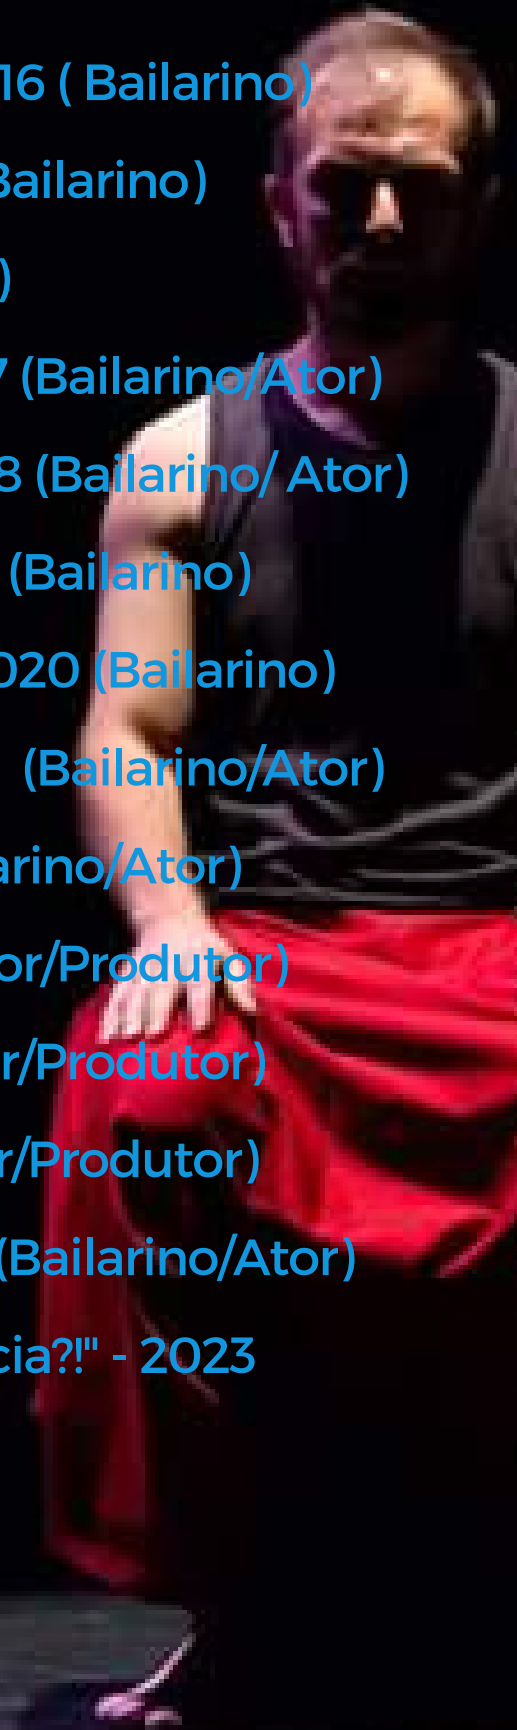 16 ( Bailarino)
Bailarino)
)
7 (Bailarino/Ator)
8 (Bailarino/ Ator)
(Bailarino)
020 (Bailarino)
(Bailarino/Ator)
arino/Ator)
or/Produtor)
r/Produtor)
r/Produtor)
(Bailarino/Ator)
cia?!" - 2023